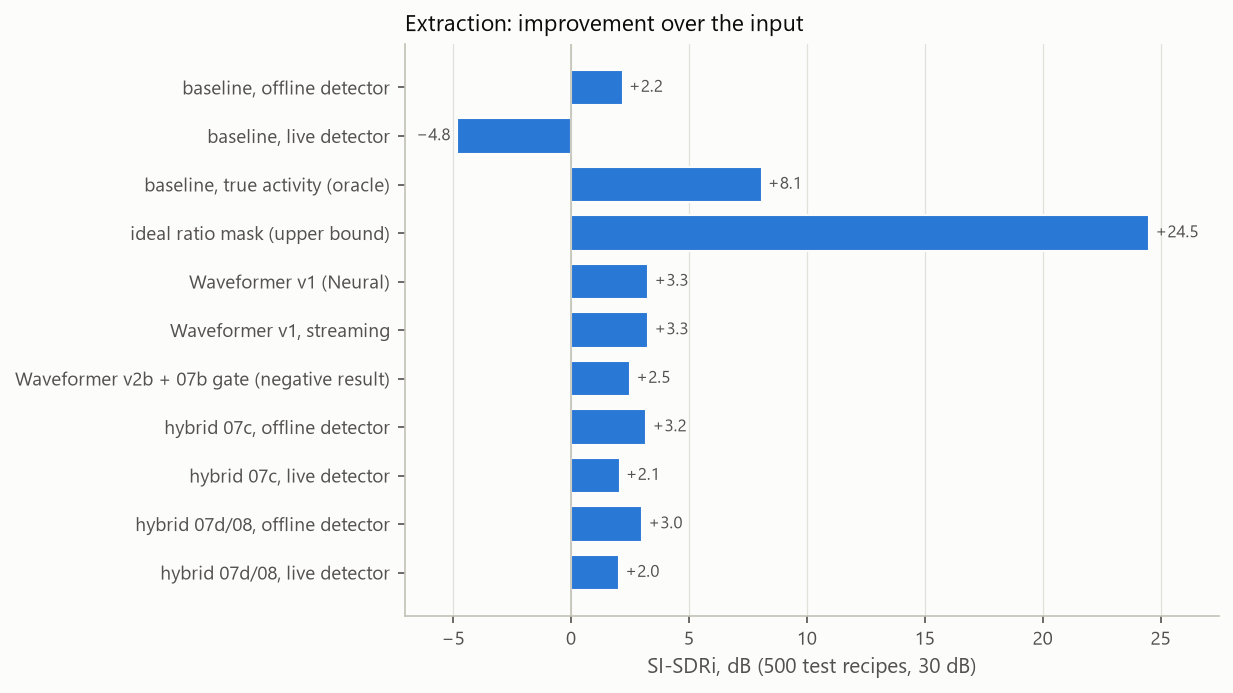 Extraction: improvement over the input
baseline, offline detector
+2.2
baseline, live detector
−4.8
baseline, true activity (oracle)
+8.1
ideal ratio mask (upper bound)
+24.5
Waveformer v1 (Neural)
+3.3
Waveformer v1, streaming
+3.3
Waveformer v2b + 07b gate (negative result)
+2.5
hybrid 07c, offline detector
+3.2
hybrid 07c, live detector
+2.1
hybrid 07d/08, offline detector
+3.0
hybrid 07d/08, live detector
+2.0
−5 0 5 10 15 20 25
SI-SDRi, dB (500 test recipes, 30 dB)